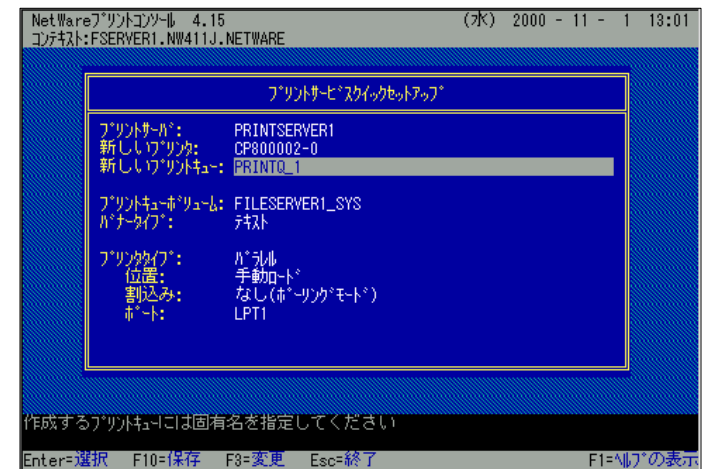 NetWareﾌﾟﾘﾝﾄｺﾝｿｰﾙ 4.15 (水) 2000 - 11 - 1 13:01
ｺﾝﾃｷｽﾄ:FSERVER1.NW411J.NETWARE
ﾌﾟﾘﾝﾄｻｰﾋﾞｽｸｲｯｸｾｯﾄｱｯﾌﾟ
ﾌﾟﾘﾝﾄｻｰﾊﾞ: PRINTSERVER1
新しいﾌﾟﾘﾝﾀ: CP800002-0
新しいﾌﾟﾘﾝﾄｷｭｰ: PRINTQ_1
ﾌﾟﾘﾝﾄｷｭｰﾎﾞﾘｭｰﾑ: FILESERVER1_SYS
ﾊﾞﾅｰﾀｲﾌﾟ: ﾃｷｽﾄ
ﾌﾟﾘﾝﾀﾀｲﾌﾟ: ﾊﾟﾗﾚﾙ
位置: 手動ﾛｰﾄﾞ
割込み: なし(ﾎﾟｰﾘﾝｸﾞﾓｰﾄﾞ)
ﾎﾟｰﾄ: LPT1
作成するﾌﾟﾘﾝﾄｷｭｰには固有名を指定してください
Enter=選択 F10=保存 F3=変更 Esc=終了 F1=ﾍﾙﾌﾟの表示